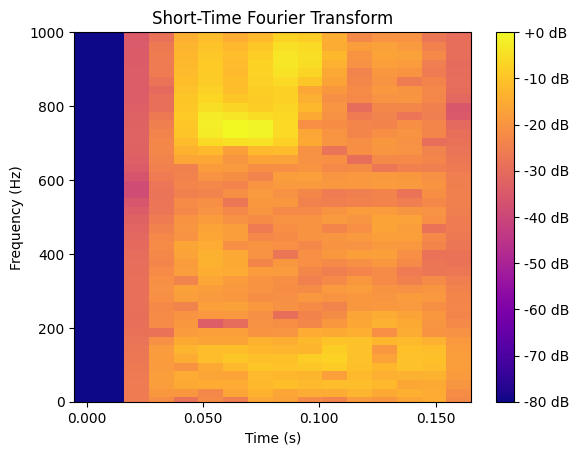 Short-Time Fourier Transform
1000
800
600
400
200
0
Frequency (Hz)
0.000
0.050
0.100
0.150
Time (s)
+0 dB
-10 dB
-20 dB
-30 dB
-40 dB
-50 dB
-60 dB
-70 dB
-80 dB